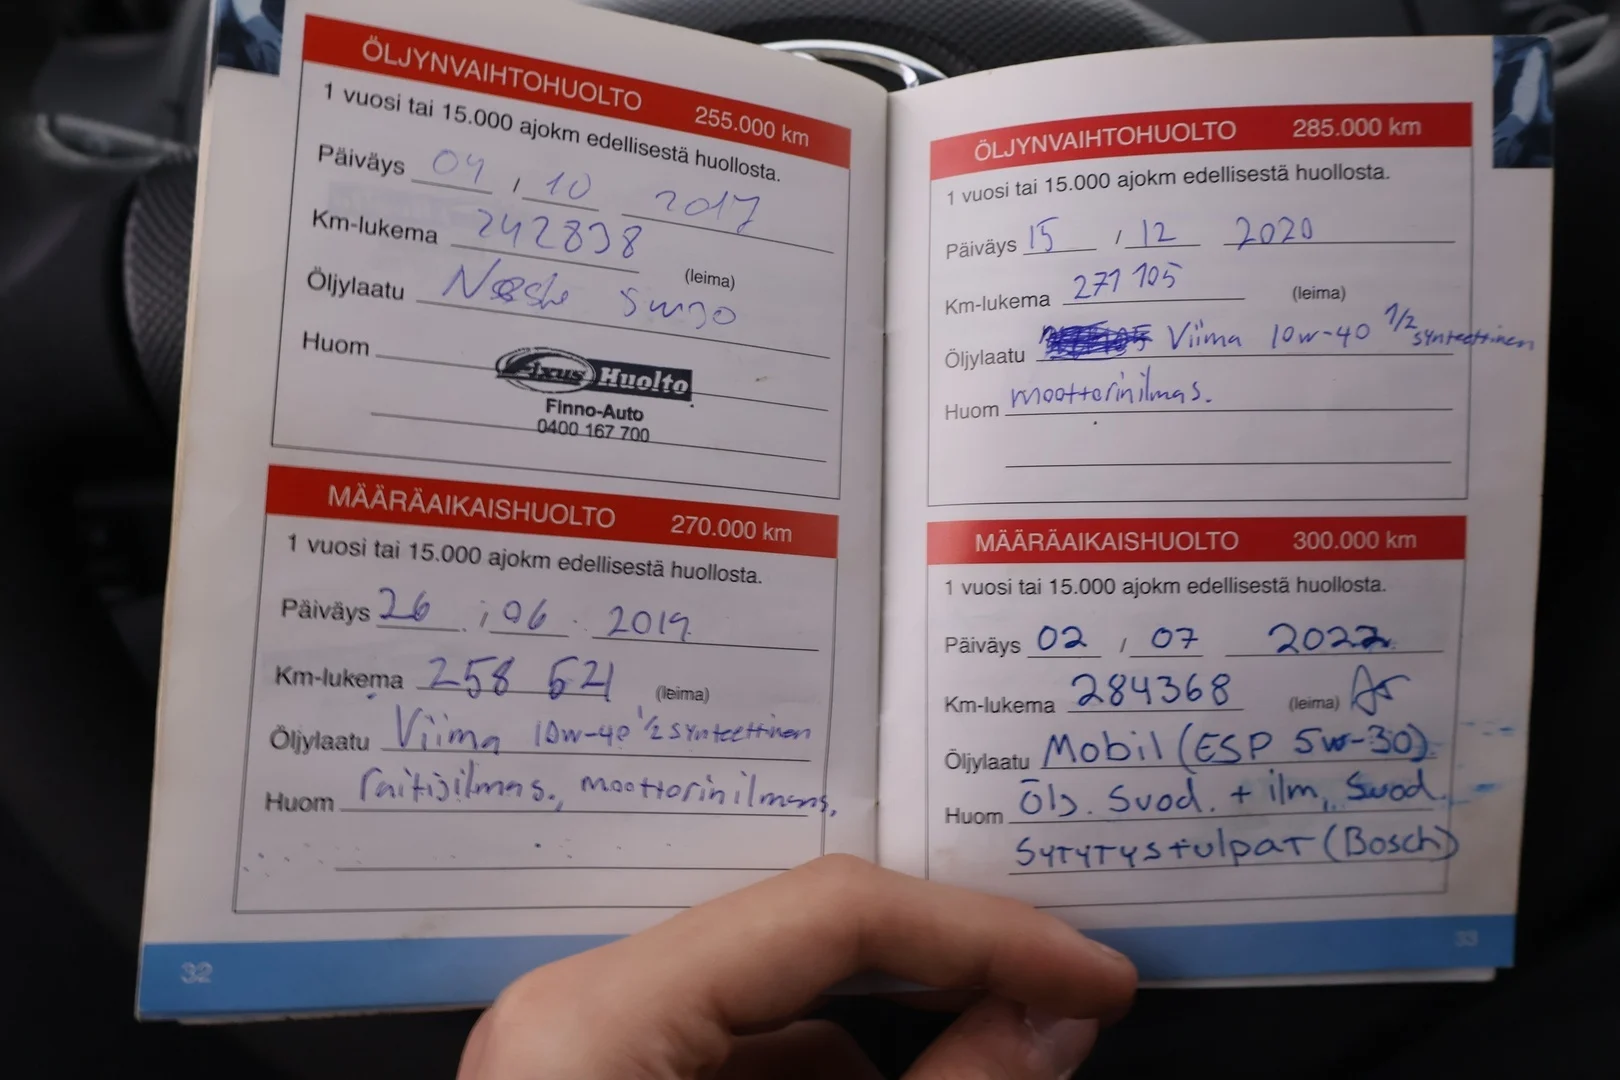 ÖLJYNVAIHTOHUOLTO 255.000 km
1 vuosi tai 15.000 ajokm edellisestä huollosta.
Päiväys 04 / 10 2017
Km-lukema 242838
(leima)
Öljylaatu Neste 5w30
Huom
Fixus Huolto
Finno-Auto
0400 167 700
MÄÄRÄAIKAISHUOLTO 270.000 km
1 vuosi tai 15.000 ajokm edellisestä huollosta.
Päiväys 26 / 06 . 2019
Km-lukema 258 521 (leima)
Öljylaatu Viima 10w-40 1/2 synteettinen
Huom raitisilmas., moottorinilmans,
32
ÖLJYNVAIHTOHUOLTO 285.000 km
1 vuosi tai 15.000 ajokm edellisestä huollosta.
Päiväys 15 / 12 2020
Km-lukema 271 105 (leima)
Öljylaatu Viima 10w-40 1/2 synteettinen
Huom moottorinilmas.
MÄÄRÄAIKAISHUOLTO 300.000 km
1 vuosi tai 15.000 ajokm edellisestä huollosta.
Päiväys 02 / 07 2022
Km-lukema 284368 (leima)
Öljylaatu Mobil (ESP 5w-30).
Huom Ölj. Suod. + ilm, Suod.
Sytytystulpat (Bosch)
33